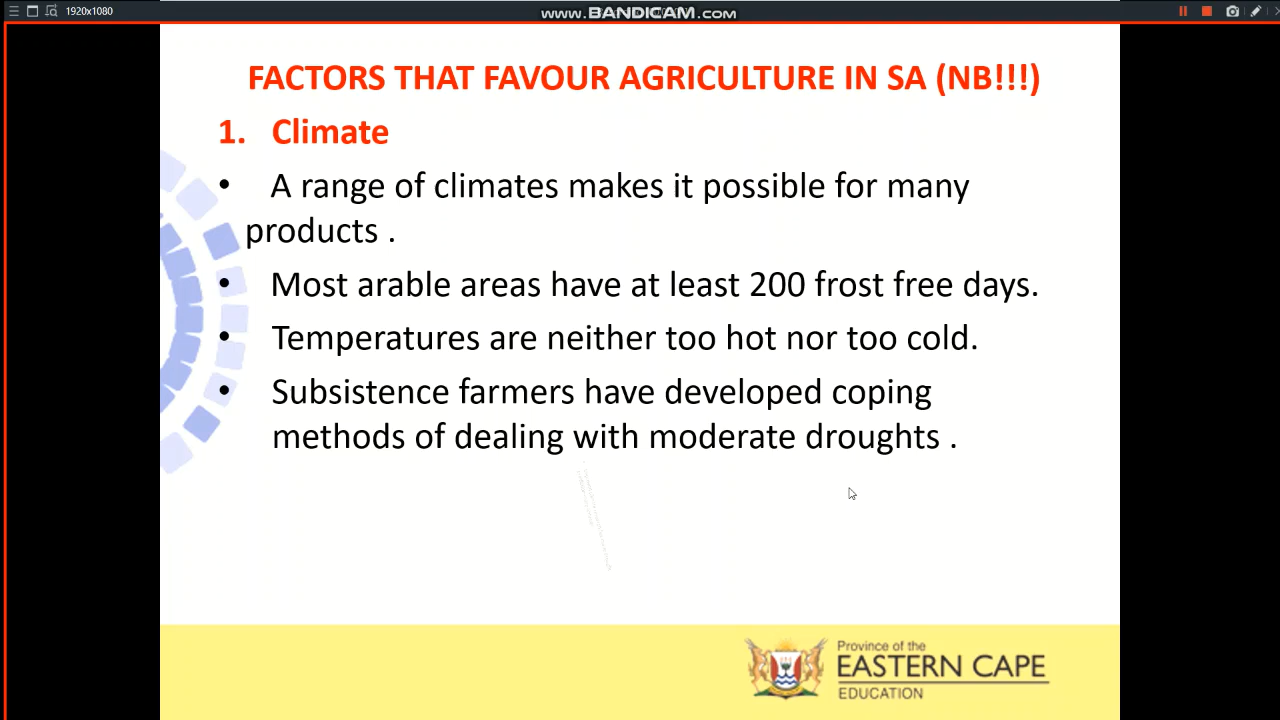 1920x1080
WWW.BANDICAM.COM
FACTORS THAT FAVOUR AGRICULTURE IN SA (NB!!!)
1. Climate
• A range of climates makes it possible for many
products .
• Most arable areas have at least 200 frost free days.
• Temperatures are neither too hot nor too cold.
• Subsistence farmers have developed coping
methods of dealing with moderate droughts .
Province of the
EASTERN CAPE
EDUCATION